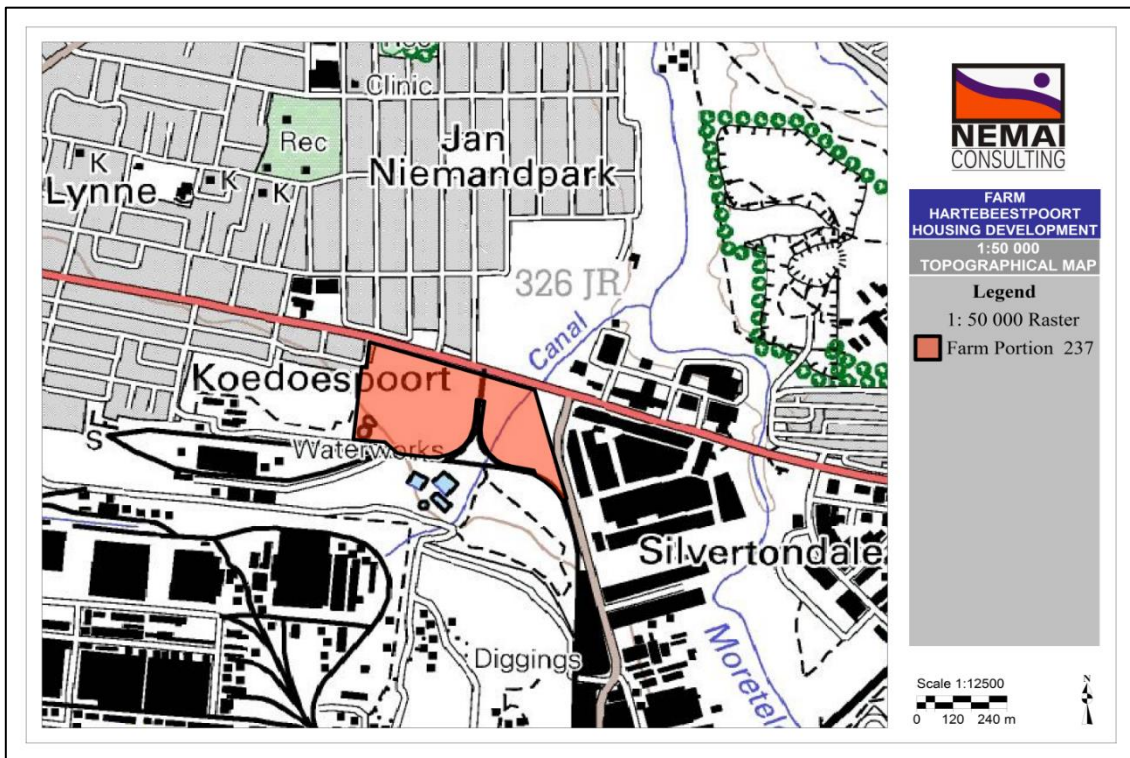 Clinic
Rec
Jan
Niemandpark
K
K
K
Lynne
326 JR
Canal
Koedoespoort
S
Waterworks
Silvertondale
Diggings
Moretel
NEMAI
CONSULTING
FARM
HARTEBEESTPOORT
HOUSING DEVELOPMENT
1:50 000
TOPOGRAPHICAL MAP
Legend
1: 50 000 Raster
Farm Portion 237
Scale 1:12500
N
0 120 240 m